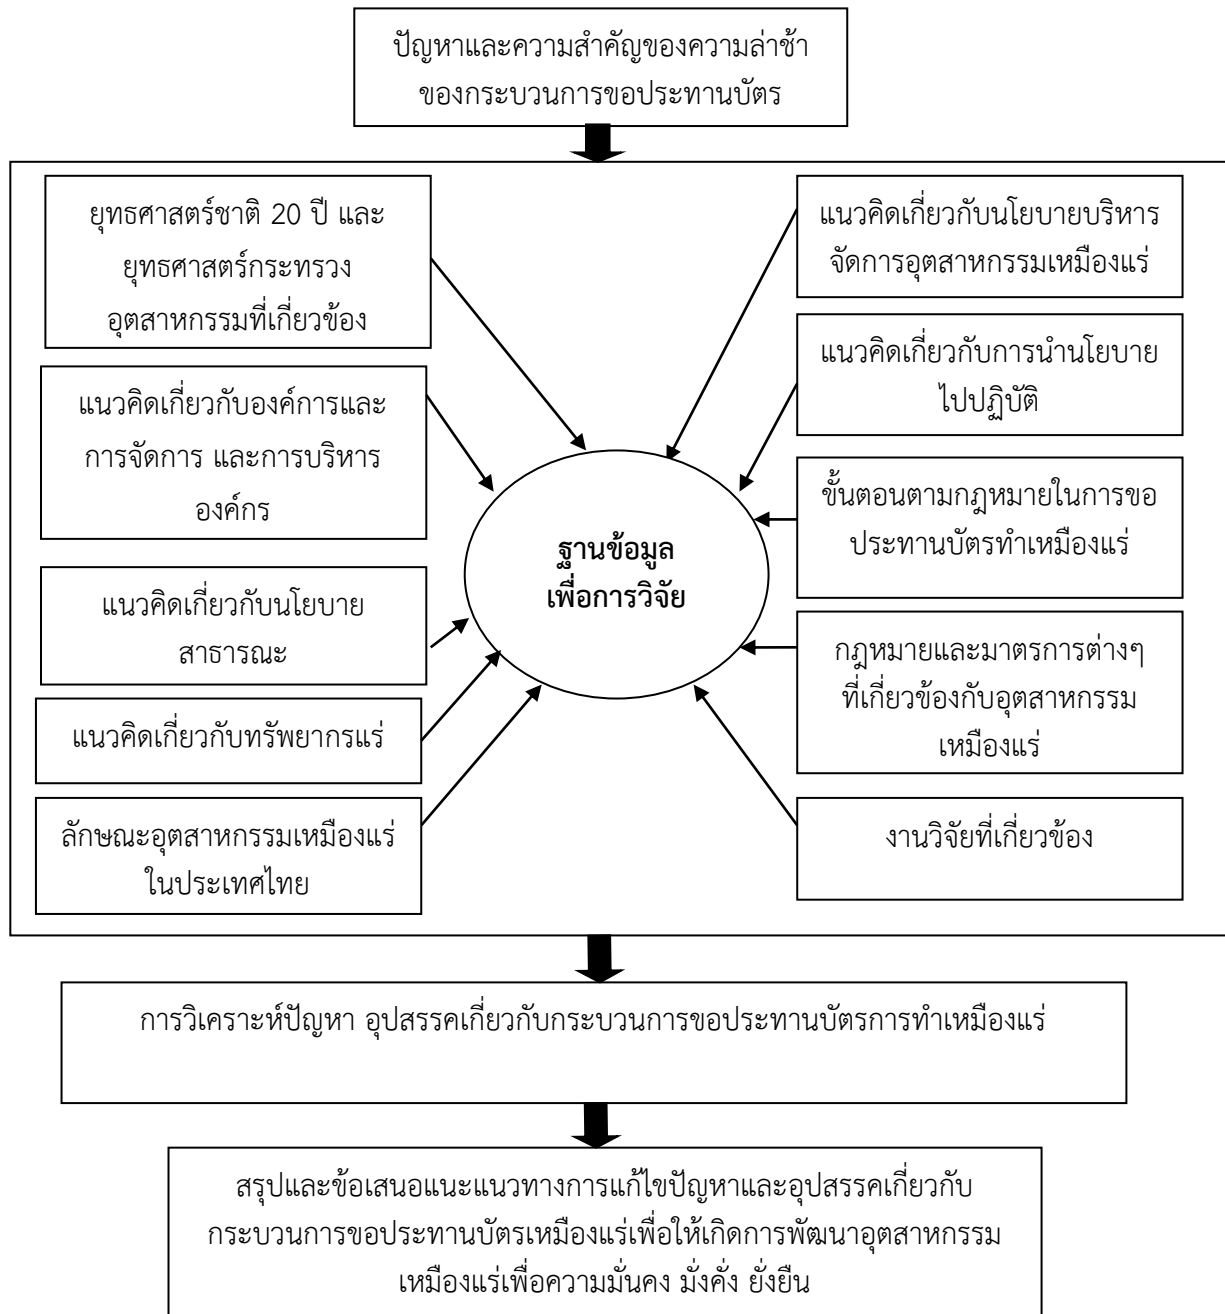 ปัญหาและความสำคัญของความล่าช้า
ของกระบวนการขอประทานบัตร
ยุทธศาสตร์ชาติ 20 ปี และ
ยุทธศาสตร์กระทรวง
อุตสาหกรรมที่เกี่ยวข้อง
แนวคิดเกี่ยวกับองค์การและ
การจัดการ และการบริหาร
องค์กร
แนวคิดเกี่ยวกับนโยบาย
สาธารณะ
แนวคิดเกี่ยวกับทรัพยากรแร่
ลักษณะอุตสาหกรรมเหมืองแร่
ในประเทศไทย
ฐานข้อมูล
เพื่อการวิจัย
แนวคิดเกี่ยวกับนโยบายบริหาร
จัดการอุตสาหกรรมเหมืองแร่
แนวคิดเกี่ยวกับการนำนโยบาย
ไปปฏิบัติ
ขั้นตอนตามกฎหมายในการขอ
ประทานบัตรทำเหมืองแร่
กฎหมายและมาตรการต่างๆ
ที่เกี่ยวข้องกับอุตสาหกรรม
เหมืองแร่
งานวิจัยที่เกี่ยวข้อง
การวิเคราะห์ปัญหา อุปสรรคเกี่ยวกับกระบวนการขอประทานบัตรการทำเหมืองแร่
สรุปและข้อเสนอแนะแนวทางการแก้ไขปัญหาและอุปสรรคเกี่ยวกับ
กระบวนการขอประทานบัตรเหมืองแร่เพื่อให้เกิดการพัฒนาอุตสาหกรรม
เหมืองแร่เพื่อความมั่นคง มั่งคั่ง ยั่งยืน